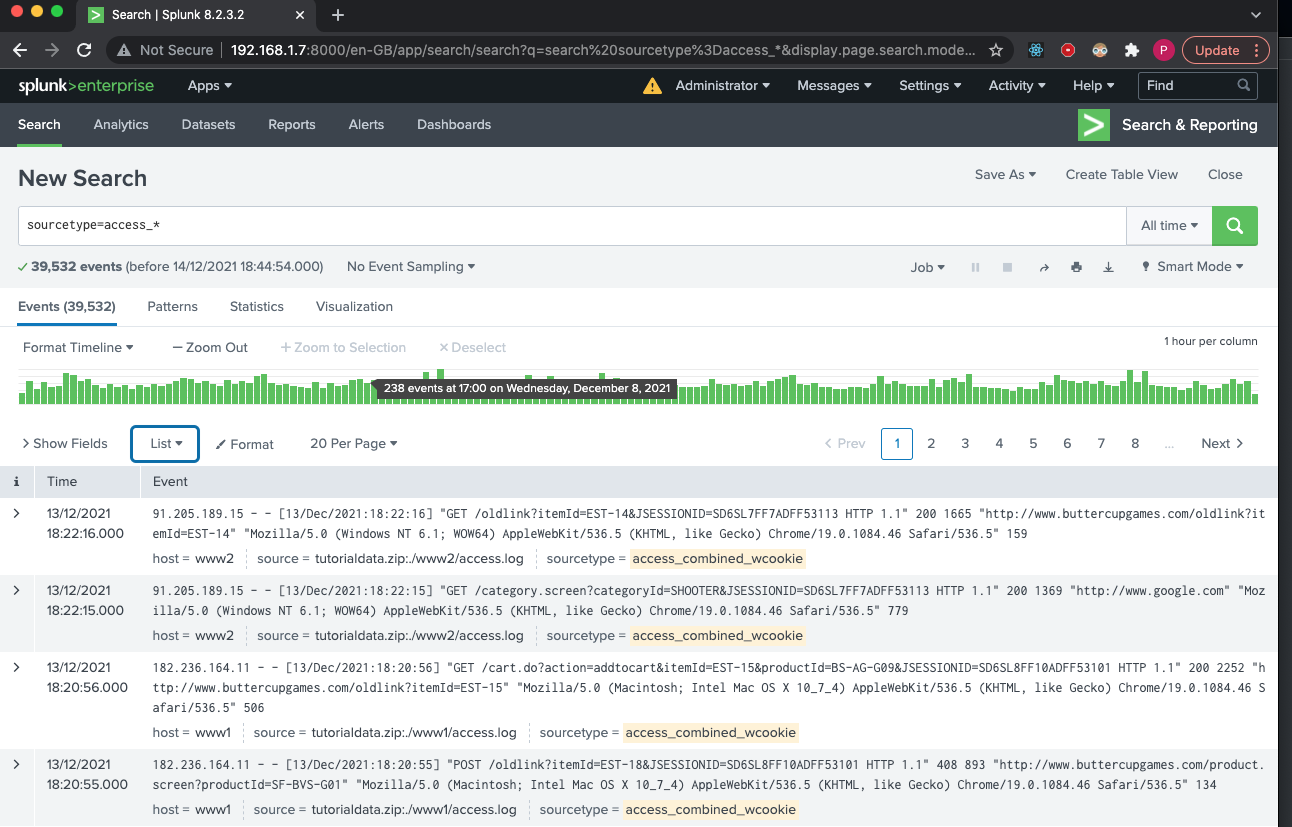 Search | Splunk 8.2.3.2
Not Secure | 192.168.1.7:8000/en-GB/app/search/search?q=search%20sourcetype%3Daccess_*&display.page.search.mode... P Update
splunk>enterprise Apps Administrator Messages Settings Activity Help Find
Search Analytics Datasets Reports Alerts Dashboards Search & Reporting
New Search Save As Create Table View Close
sourcetype=access_* All time
39,532 events (before 14/12/2021 18:44:54.000) No Event Sampling Job Smart Mode
Events (39,532) Patterns Statistics Visualization
Format Timeline — Zoom Out + Zoom to Selection × Deselect 1 hour per column
238 events at 17:00 on Wednesday, December 8, 2021
> Show Fields List Format 20 Per Page < Prev 1 2 3 4 5 6 7 8 ... Next >
i Time Event
> 13/12/2021 91.205.189.15 - - [13/Dec/2021:18:22:16] "GET /oldlink?itemId=EST-14&JSESSIONID=SD6SL7FF7ADFF53113 HTTP 1.1" 200 1665 "http://www.buttercupgames.com/oldlink?it
18:22:16.000 emId=EST-14" "Mozilla/5.0 (Windows NT 6.1; WOW64) AppleWebKit/536.5 (KHTML, like Gecko) Chrome/19.0.1084.46 Safari/536.5" 159
host = www2 source = tutorialdata.zip:./www2/access.log sourcetype = access_combined_wcookie
> 13/12/2021 91.205.189.15 - - [13/Dec/2021:18:22:15] "GET /category.screen?categoryId=SHOOTER&JSESSIONID=SD6SL7FF7ADFF53113 HTTP 1.1" 200 1369 "http://www.google.com" "Moz
18:22:15.000 illa/5.0 (Windows NT 6.1; WOW64) AppleWebKit/536.5 (KHTML, like Gecko) Chrome/19.0.1084.46 Safari/536.5" 779
host = www2 source = tutorialdata.zip:./www2/access.log sourcetype = access_combined_wcookie
> 13/12/2021 182.236.164.11 - - [13/Dec/2021:18:20:56] "GET /cart.do?action=addtocart&itemId=EST-15&productId=BS-AG-G09&JSESSIONID=SD6SL8FF10ADFF53101 HTTP 1.1" 200 2252 "h
18:20:56.000 ttp://www.buttercupgames.com/oldlink?itemId=EST-15" "Mozilla/5.0 (Macintosh; Intel Mac OS X 10_7_4) AppleWebKit/536.5 (KHTML, like Gecko) Chrome/19.0.1084.46 S
afari/536.5" 506
host = www1 source = tutorialdata.zip:./www1/access.log sourcetype = access_combined_wcookie
> 13/12/2021 182.236.164.11 - - [13/Dec/2021:18:20:55] "POST /oldlink?itemId=EST-18&JSESSIONID=SD6SL8FF10ADFF53101 HTTP 1.1" 408 893 "http://www.buttercupgames.com/product.
18:20:55.000 screen?productId=SF-BVS-G01" "Mozilla/5.0 (Macintosh; Intel Mac OS X 10_7_4) AppleWebKit/536.5 (KHTML, like Gecko) Chrome/19.0.1084.46 Safari/536.5" 134
host = www1 source = tutorialdata.zip:./www1/access.log sourcetype = access_combined_wcookie